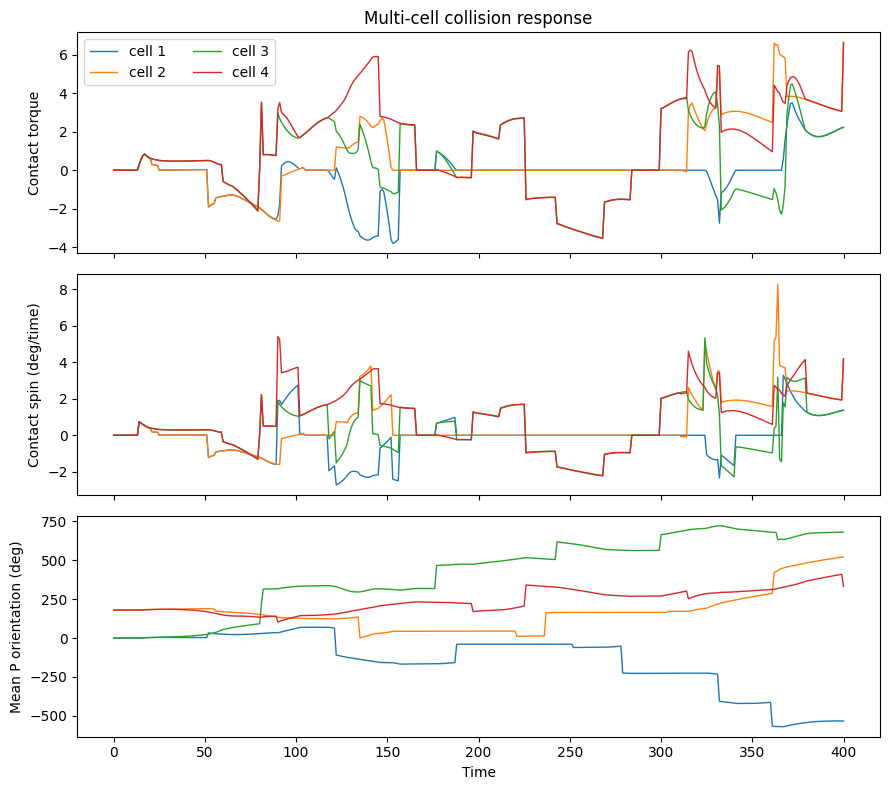 Multi-cell collision response
Contact torque
6
4
2
0
−2
−4
cell 1
cell 2
cell 3
cell 4
Contact spin (deg/time)
8
6
4
2
0
−2
Mean P orientation (deg)
750
500
250
0
−250
−500
0 50 100 150 200 250 300 350 400
Time